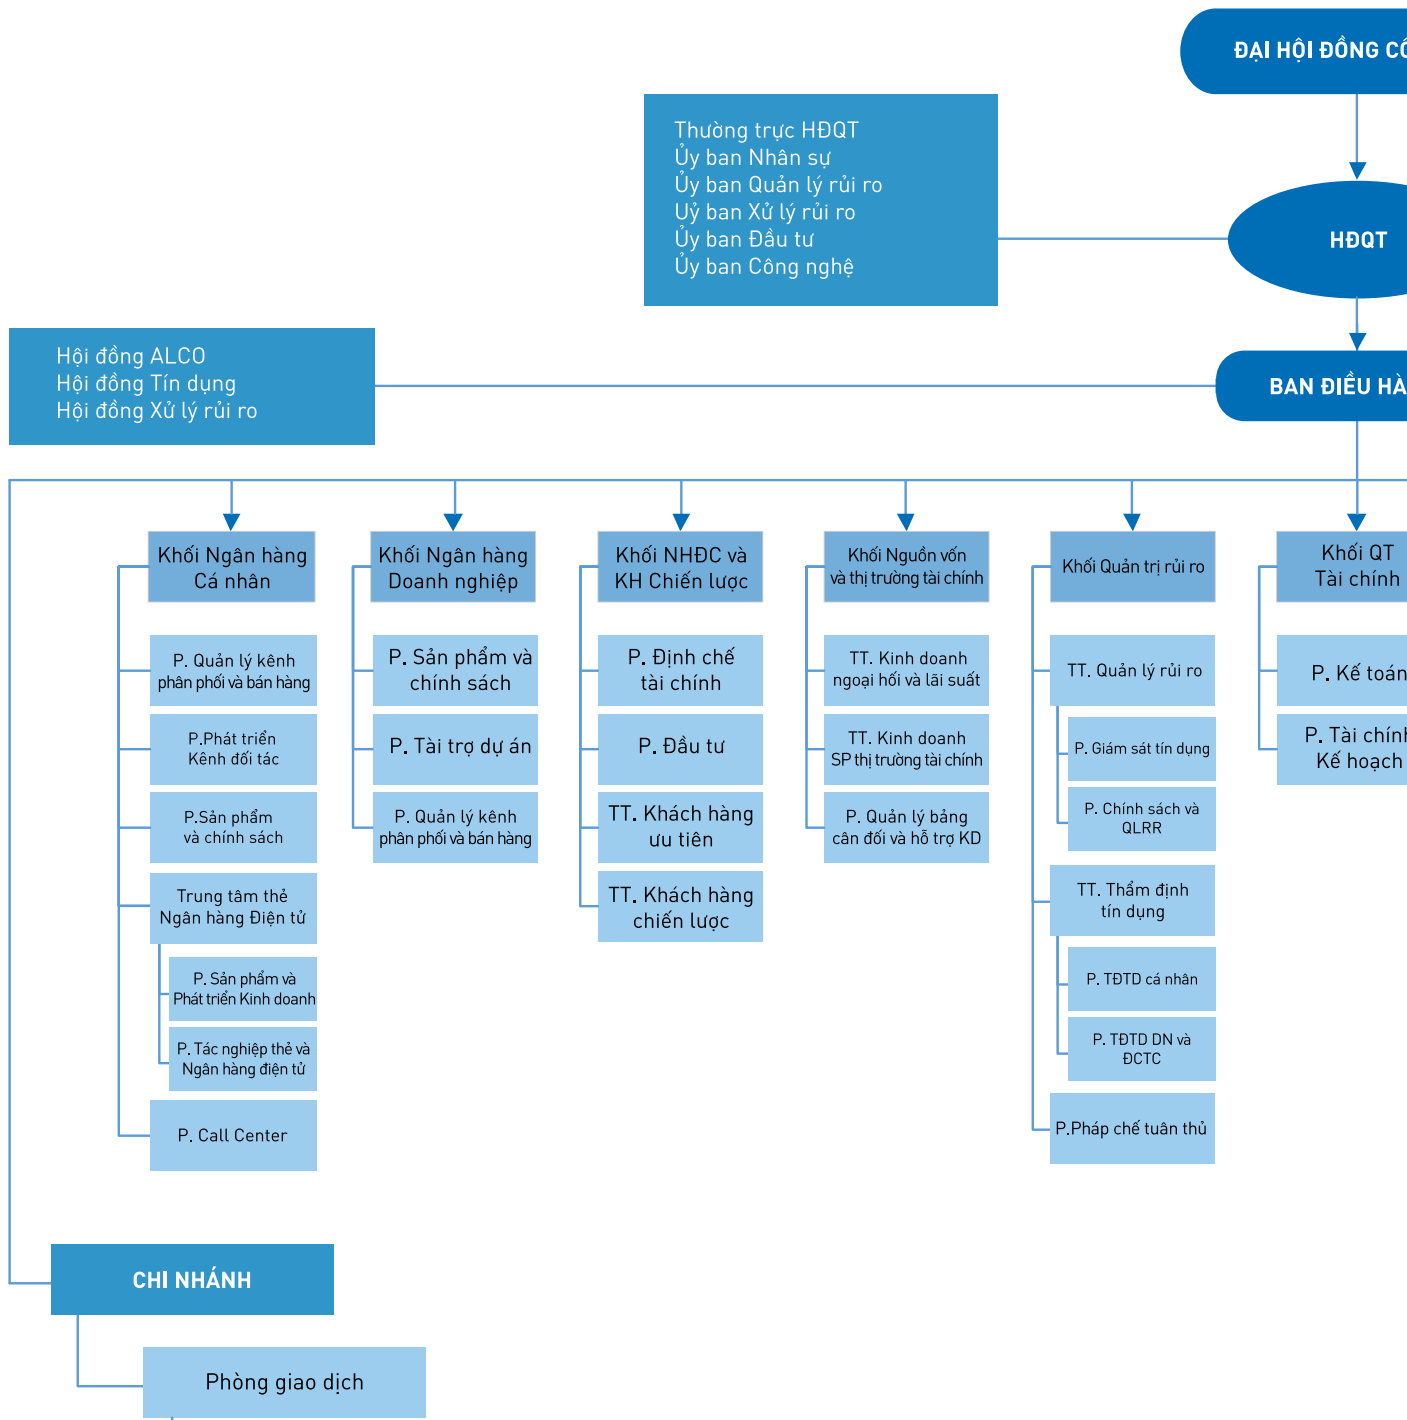 ĐẠI HỘI ĐỒNG CỔ
Thường trực HĐQT
Ủy ban Nhân sự
Ủy ban Quản lý rủi ro
Uỷ ban Xử lý rủi ro
Ủy ban Đầu tư
Ủy ban Công nghệ
HĐQT
Hội đồng ALCO
Hội đồng Tín dụng
Hội đồng Xử lý rủi ro
BAN ĐIỀU HÀ
Khối Ngân hàng
Cá nhân
P. Quản lý kênh
phân phối và bán hàng
P.Phát triển
Kênh đối tác
P.Sản phẩm
và chính sách
Trung tâm thẻ
Ngân hàng Điện tử
P. Sản phẩm và
Phát triển Kinh doanh
P. Tác nghiệp thẻ và
Ngân hàng điện tử
P. Call Center
Khối Ngân hàng
Doanh nghiệp
P. Sản phẩm và
chính sách
P. Tài trợ dự án
P. Quản lý kênh
phân phối và bán hàng
Khối NHĐC và
KH Chiến lược
P. Định chế
tài chính
P. Đầu tư
TT. Khách hàng
ưu tiên
TT. Khách hàng
chiến lược
Khối Nguồn vốn
và thị trường tài chính
TT. Kinh doanh
ngoại hối và lãi suất
TT. Kinh doanh
SP thị trường tài chính
P. Quản lý bảng
cân đối và hỗ trợ KD
Khối Quản trị rủi ro
TT. Quản lý rủi ro
P. Giám sát tín dụng
P. Chính sách và
QLRR
TT. Thẩm định
tín dụng
P. TĐTD cá nhân
P. TĐTD DN và
ĐCTC
P.Pháp chế tuân thủ
Khối QT
Tài chính
P. Kế toán
P. Tài chính
Kế hoạch
CHI NHÁNH
Phòng giao dịch